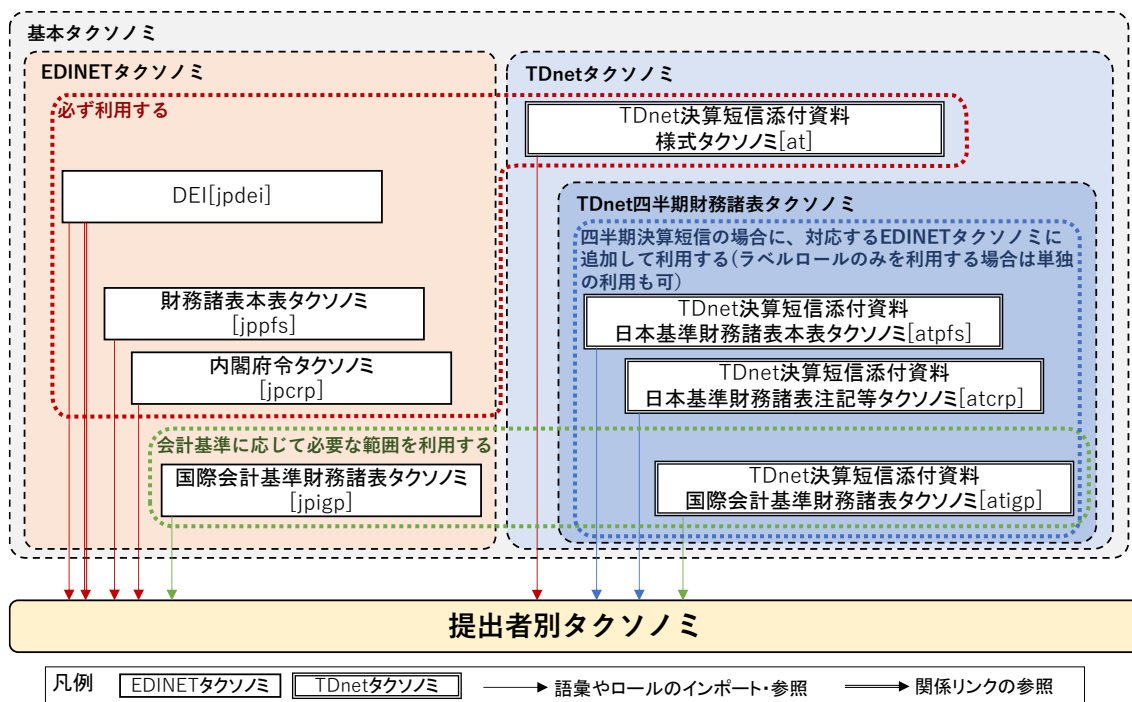 基本タクソノミ
EDINETタクソノミ
必ず利用する
DEI[jpdei]
財務諸表本表タクソノミ
[jppfs]
内閣府令タクソノミ
[jpcrp]
会計基準に応じて必要な範囲を利用する
国際会計基準財務諸表タクソノミ
[jpigp]
TDnetタクソノミ
TDnet決算短信添付資料
様式タクソノミ[at]
TDnet四半期財務諸表タクソノミ
四半期決算短信の場合に、対応するEDINETタクソノミに
追加して利用する(ラベルロールのみを利用する場合は単独
の利用も可)
TDnet決算短信添付資料
日本基準財務諸表本表タクソノミ[atpfs]
TDnet決算短信添付資料
日本基準財務諸表注記等タクソノミ[atcrp]
TDnet決算短信添付資料
国際会計基準財務諸表タクソノミ[atigp]
提出者別タクソノミ
凡例 EDINETタクソノミ TDnetタクソノミ 語彙やロールのインポート・参照 関係リンクの参照